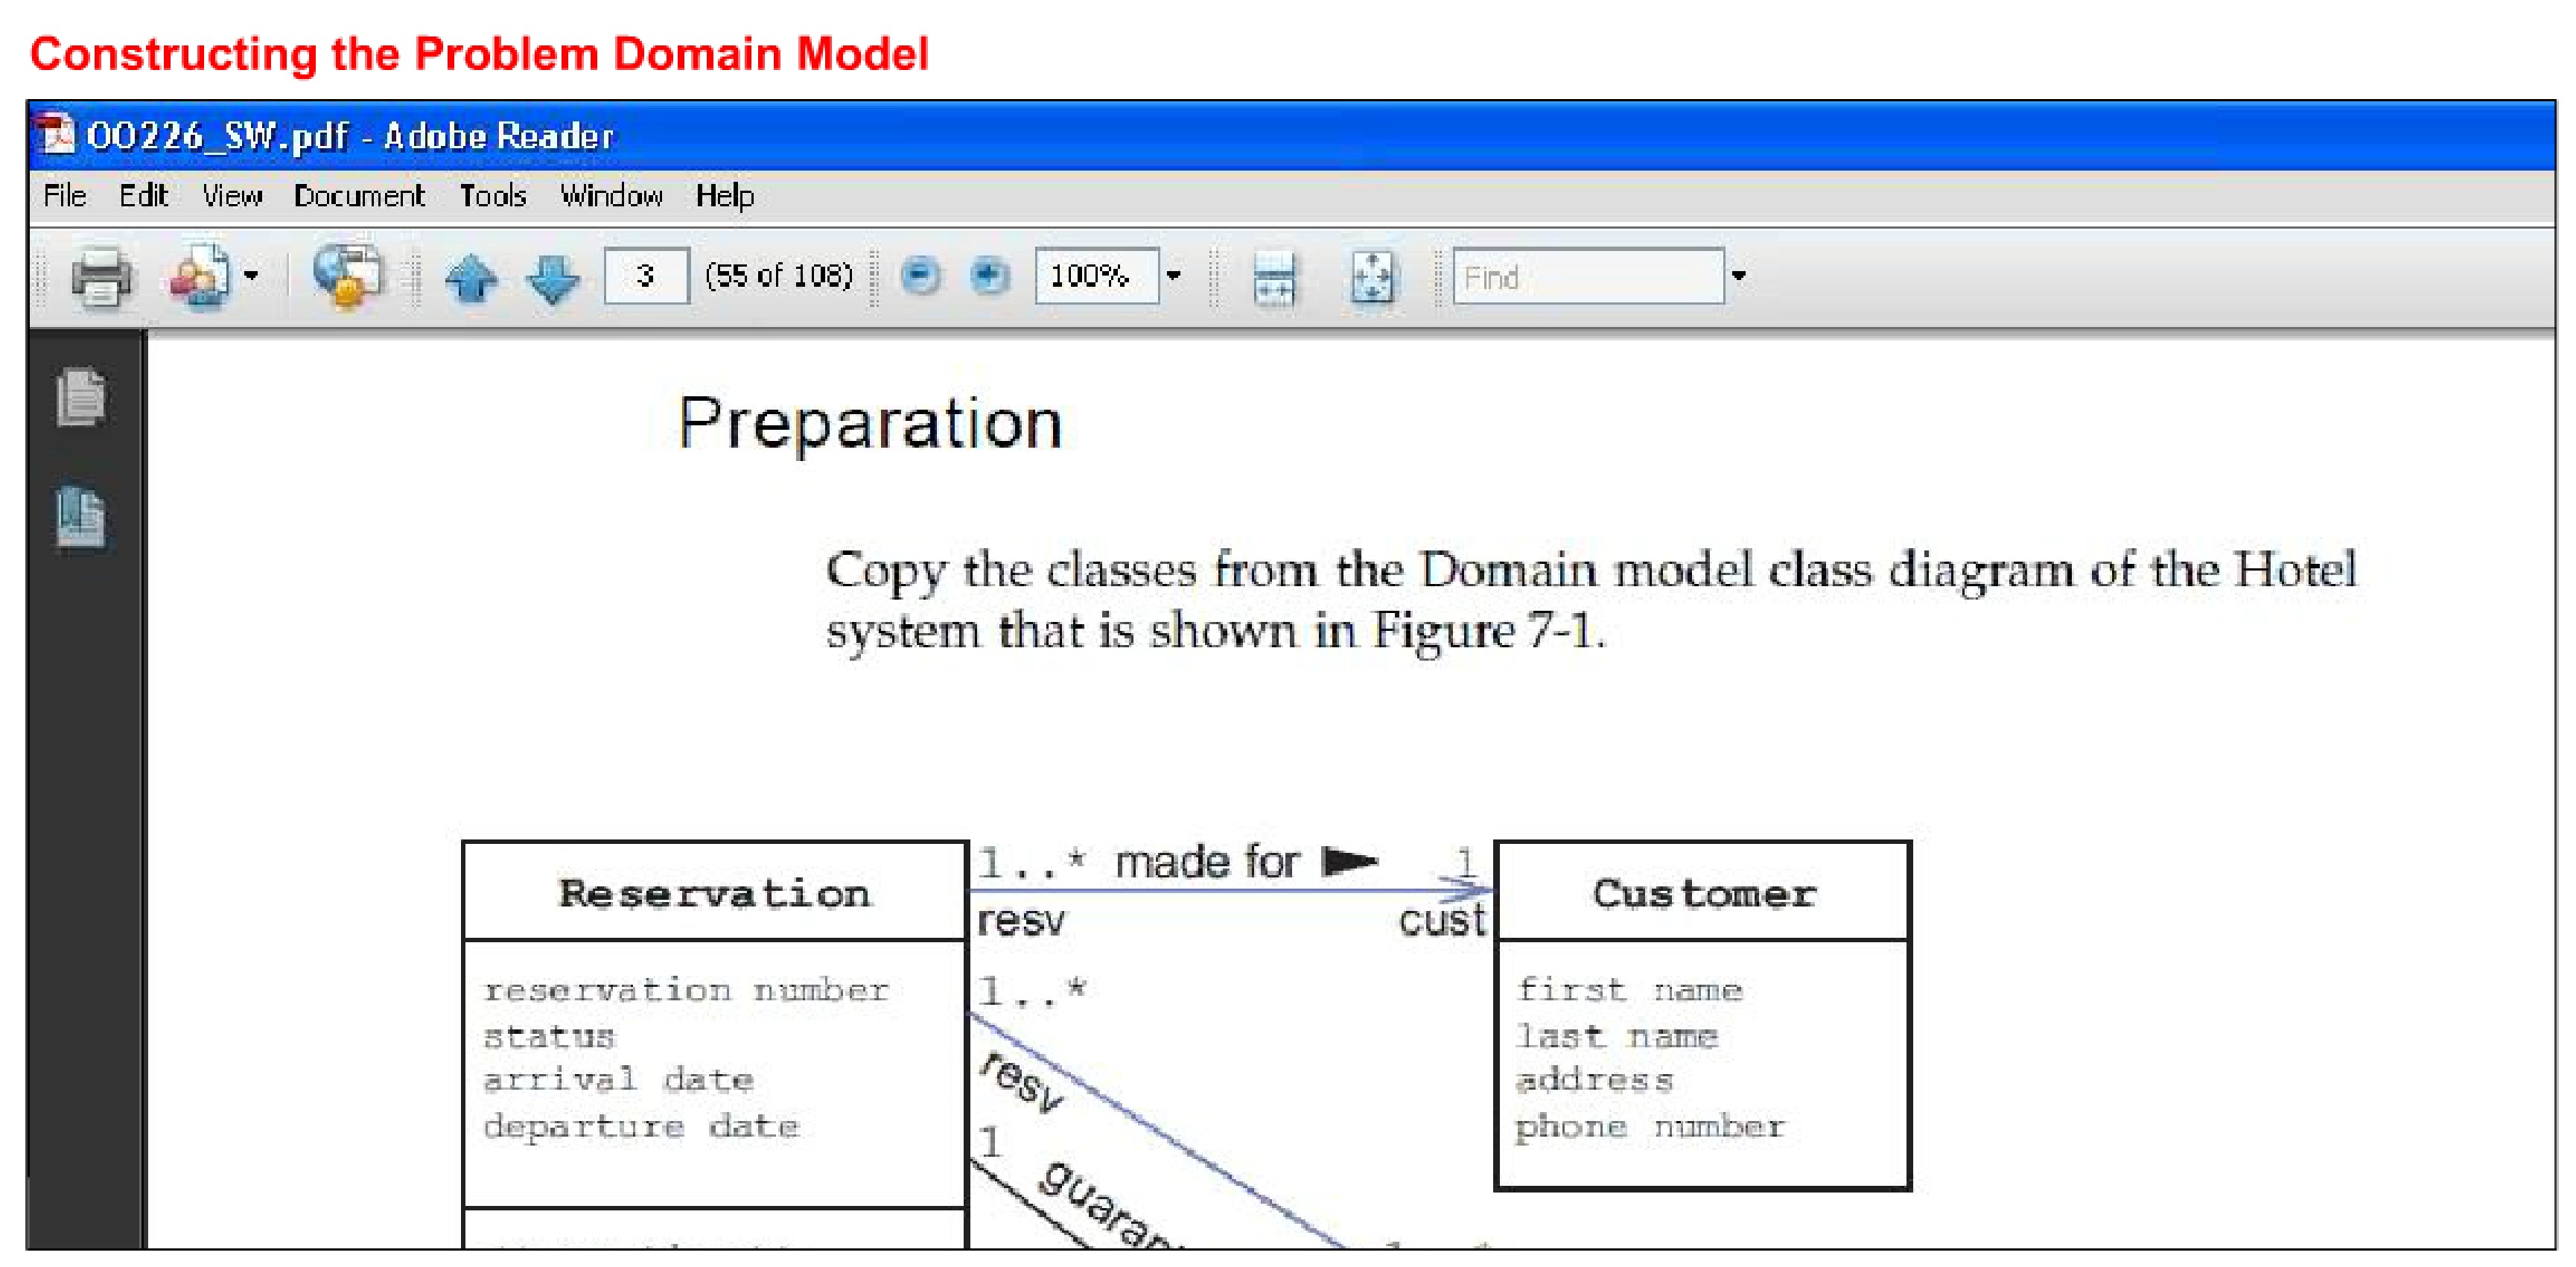 Constructing the Problem Domain Model
OO226_SW.pdf - Adobe Reader
File Edit View Document Tools Window Help
3 (55 of 108) 100% Find
Preparation
Copy the classes from the Domain model class diagram of the Hotel
system that is shown in Figure 7-1.
1..* made for 1
Reservation Customer
resv cust
reservation number 1..* first name
status last name
resv
arrival date address
departure date phone number
1